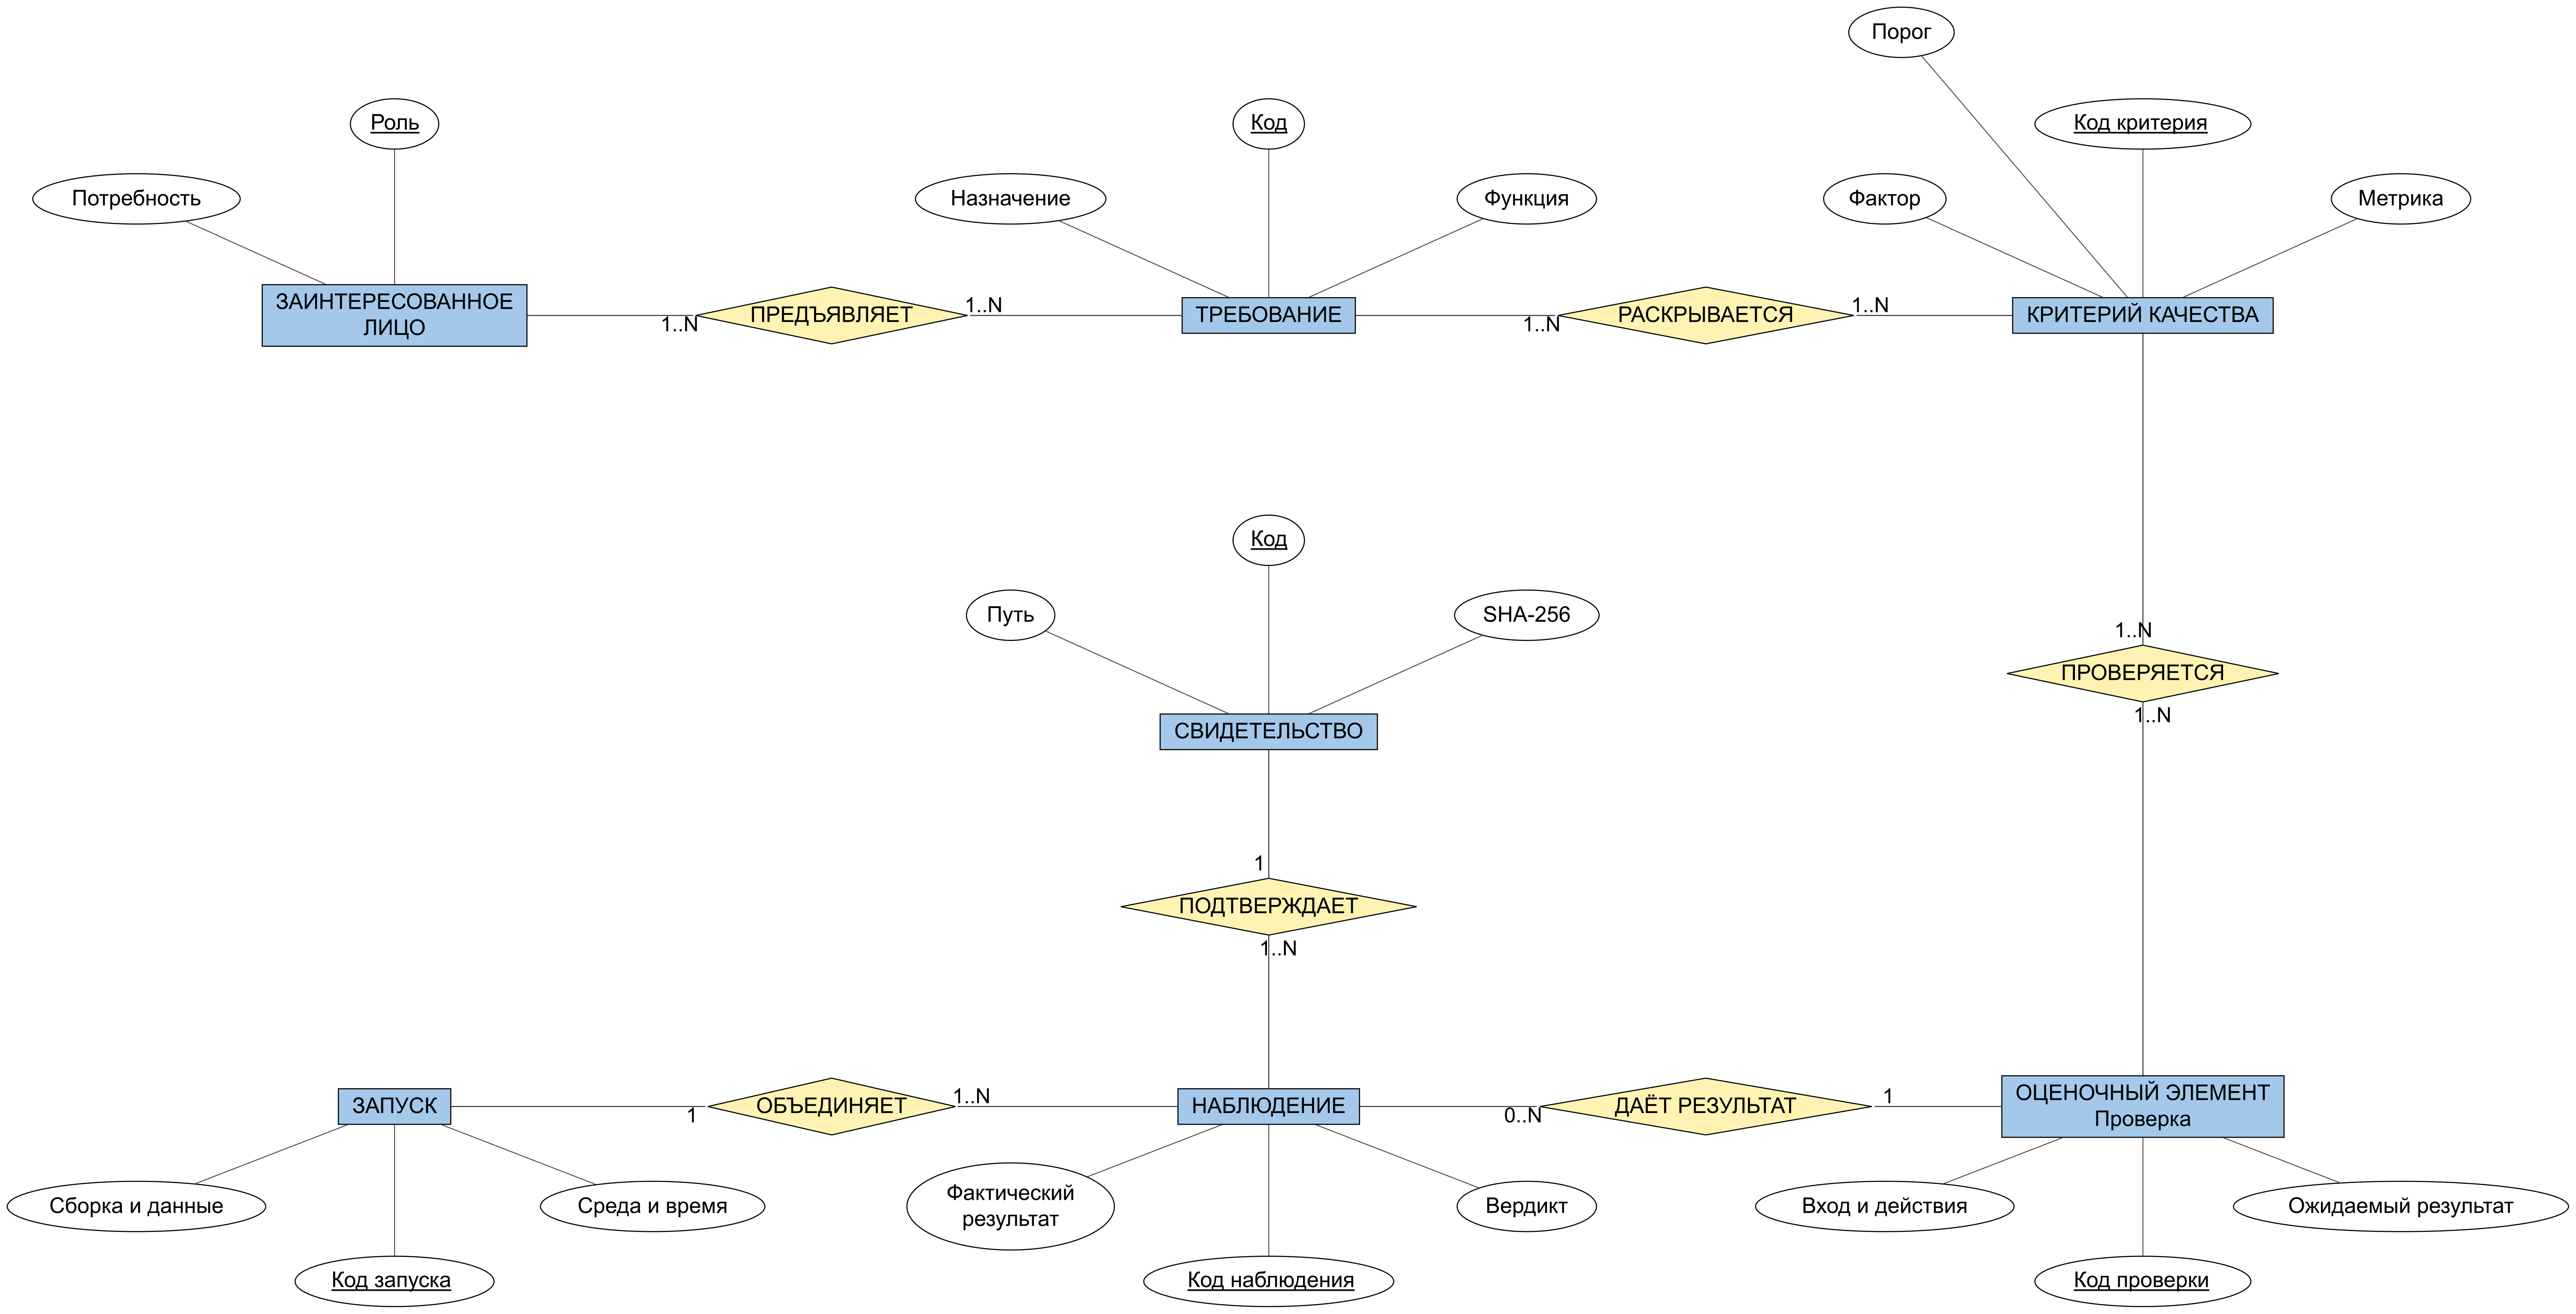 Порог
Роль
Код
Код критерия
Потребность
Назначение
Функция
Фактор
Метрика
ЗАИНТЕРЕСОВАННОЕ
ЛИЦО
1..N
ПРЕДЪЯВЛЯЕТ
1..N
ТРЕБОВАНИЕ
1..N
РАСКРЫВАЕТСЯ
1..N
КРИТЕРИЙ КАЧЕСТВА
Код
Путь
SHA-256
1..N
ПРОВЕРЯЕТСЯ
1..N
СВИДЕТЕЛЬСТВО
1
ПОДТВЕРЖДАЕТ
1..N
ЗАПУСК
1
ОБЪЕДИНЯЕТ
1..N
НАБЛЮДЕНИЕ
0..N
ДАЁТ РЕЗУЛЬТАТ
1
ОЦЕНОЧНЫЙ ЭЛЕМЕНТ
Проверка
Сборка и данные
Среда и время
Фактический
результат
Вердикт
Вход и действия
Ожидаемый результат
Код запуска
Код наблюдения
Код проверки